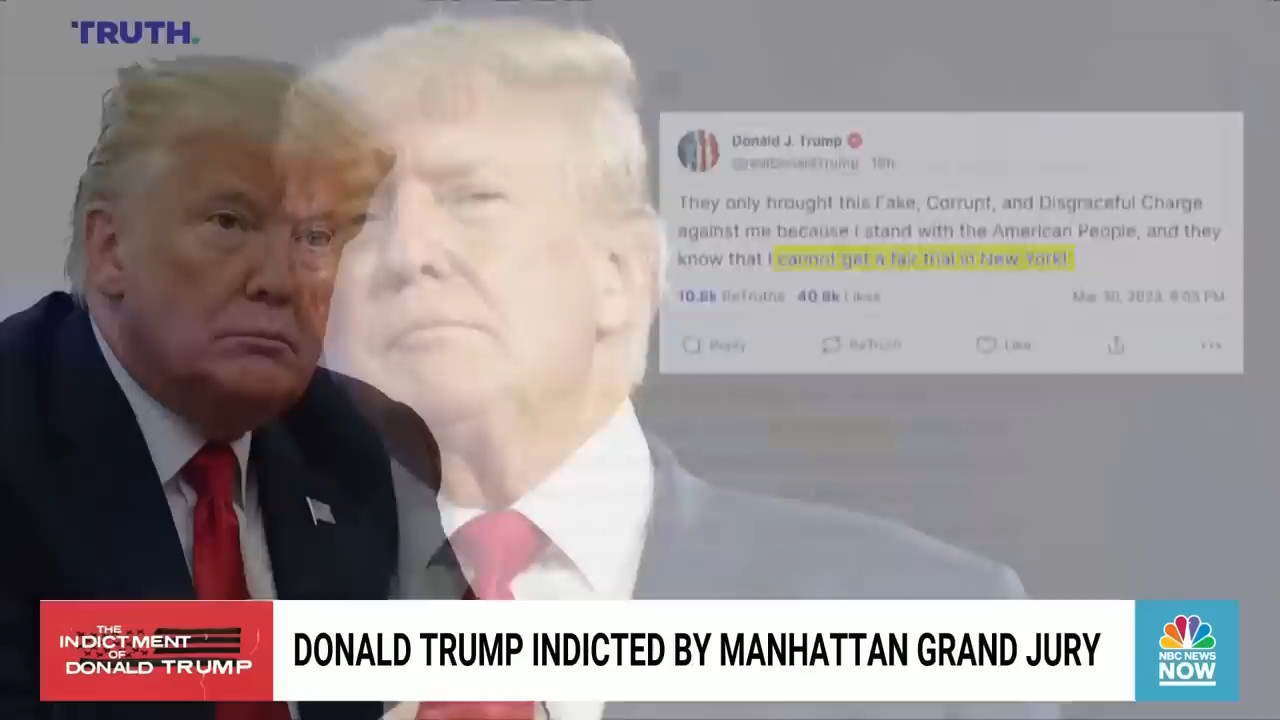 TRUTH.
Donald J. Trump
@realDonaldTrump 19h
They only brought this Fake, Corrupt, and Disgraceful Charge
against me because I stand with the American People, and they
know that I cannot get a fair trial in New York!
10.8k ReTruths 40.8k Likes
Mar 30, 2023, 6:05 PM
Reply ReTruth Like
THE
INDICTMENT
OF
DONALD TRUMP
DONALD TRUMP INDICTED BY MANHATTAN GRAND JURY
NBC NEWS
NOW